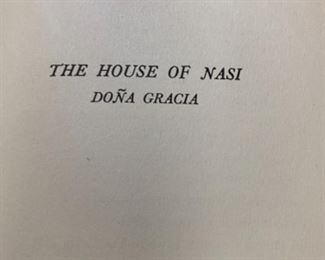 THE HOUSE OF NASI
DOÑA GRACIA